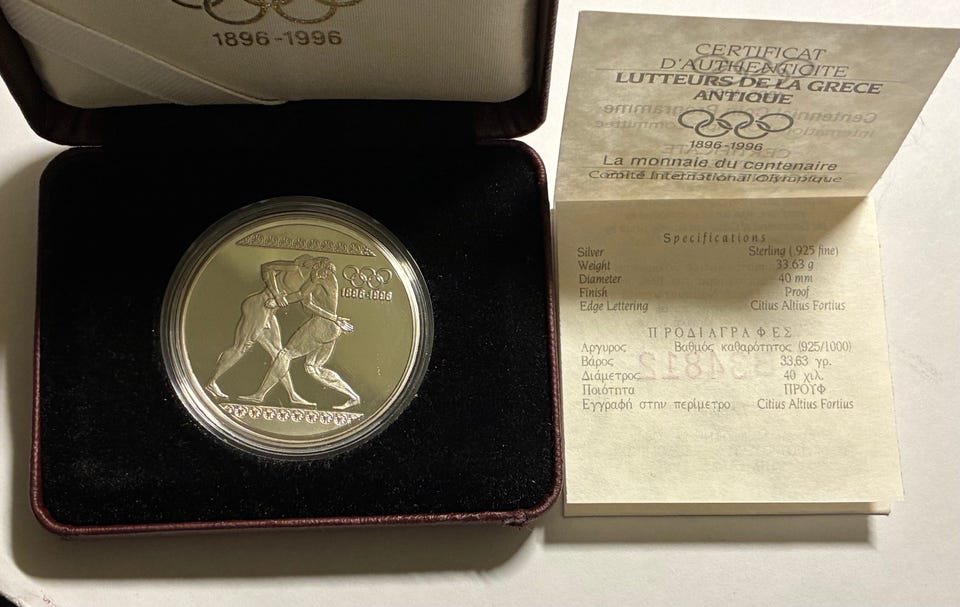 1896-1996
1896-1996
CERTIFICAT
D'AUTHENTICITE
LUTTEURS DE LA GRECE
ANTIQUE
1896-1996
La monnaie du centenaire
Comité International Olympique
Specifications
Silver Sterling (.925 fine)
Weight 33.63 g
Diameter 40 mm
Finish Proof
Edge Lettering Citius Altius Fortius
ΠΡΟΔΙΑΓΡΑΦΕΣ
Αργυρος Βαθμός καθαρότητος (925/1000)
Βάρος 33,63 γρ.
Διάμετρος 40 χιλ.
Ποιότητα ΠΡΟΥΦ
Εγγραφή στην περίμετρο Citius Altius Fortius